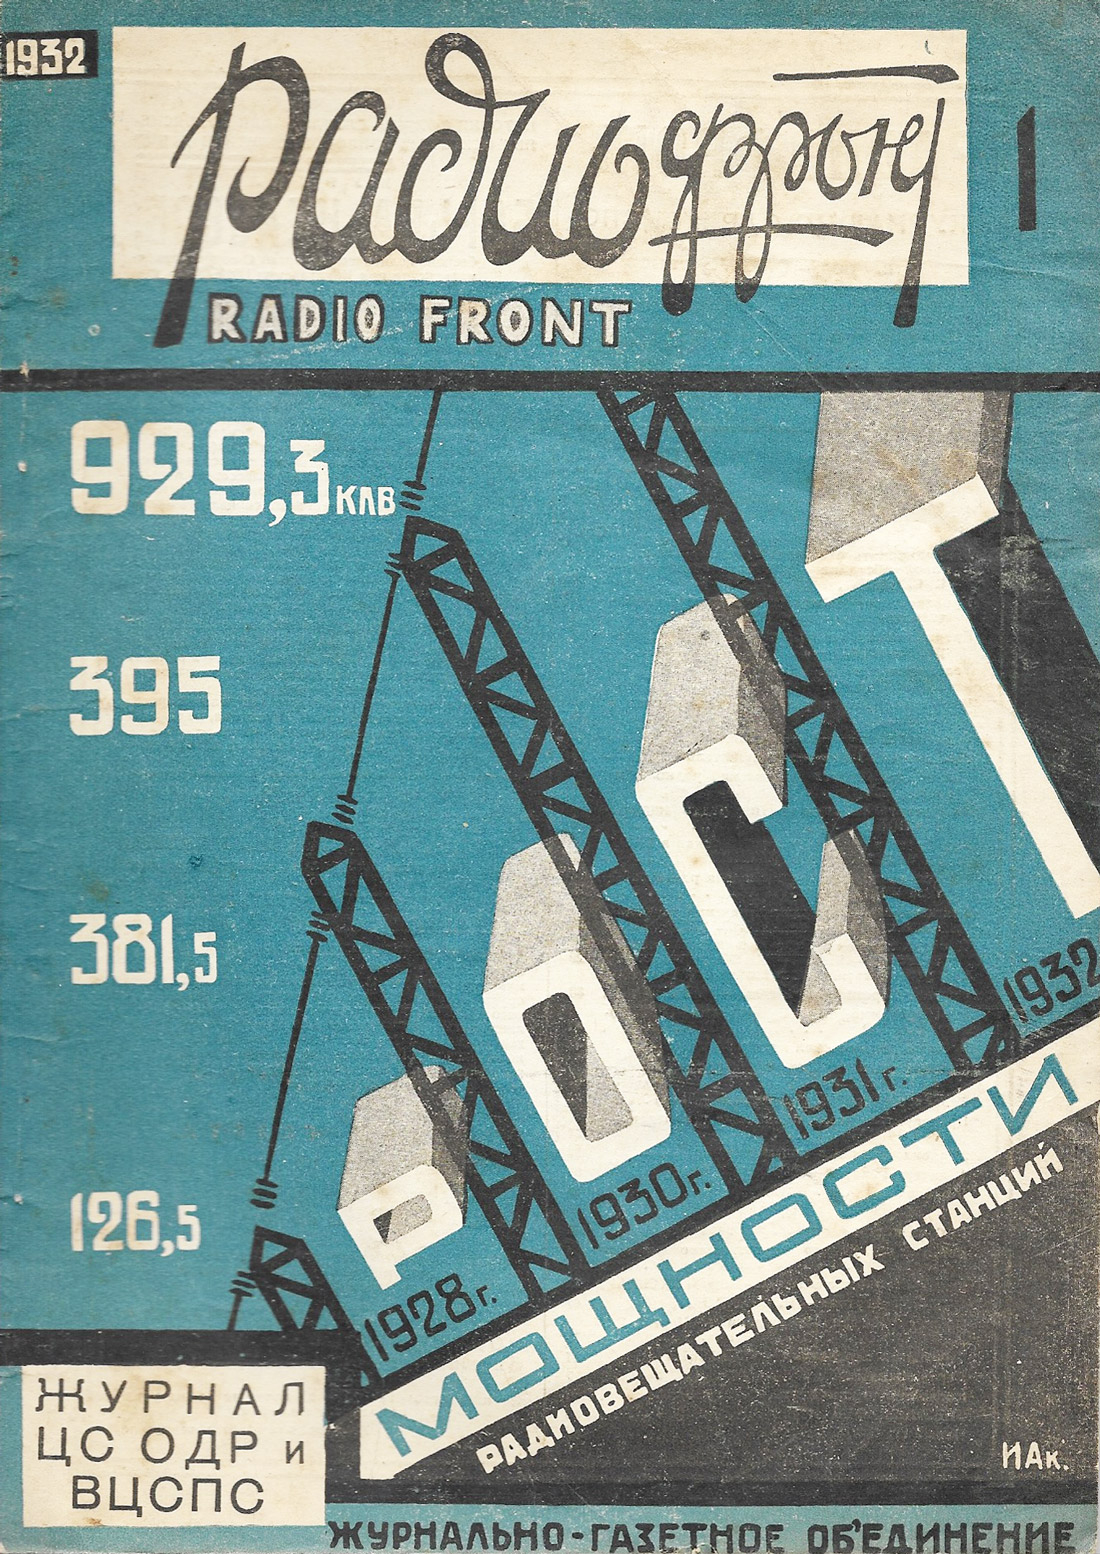 1932
Радиофронт
1
RADIO FRONT
929,3 КЛВ
395
381,5
126,5
РОСТ
1928 г.
1930 г.
1931 г.
1932
МОЩНОСТИ
РАДИОВЕЩАТЕЛЬНЫХ СТАНЦИЙ
ЖУРНАЛ
ЦС ОДР и
ВЦСПС
ИАк.
ЖУРНАЛЬНО-ГАЗЕТНОЕ ОБ'ЕДИНЕНИЕ